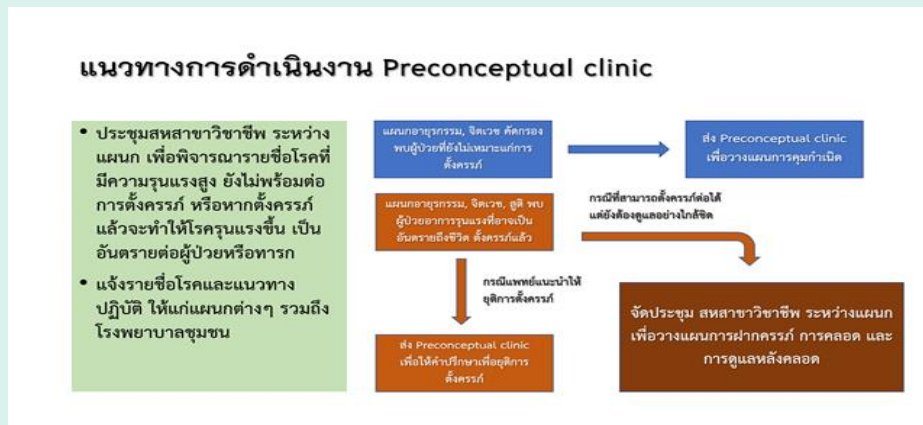 แนวทางการดำเนินงาน Preconceptual clinic
• ประชุมสหสาขาวิชาชีพ ระหว่าง
แผนก เพื่อพิจารณารายชื่อโรคที่
มีความรุนแรงสูง ยังไม่พร้อมต่อ
การตั้งครรภ์ หรือหากตั้งครรภ์
แล้วจะทำให้โรครุนแรงขึ้น เป็น
อันตรายต่อผู้ป่วยหรือทารก
• แจ้งรายชื่อโรคและแนวทาง
ปฏิบัติ ให้แก่แผนกต่างๆ รวมถึง
โรงพยาบาลชุมชน
แผนกอายุรกรรม, จิตเวช คัดกรอง
พบผู้ป่วยที่ยังไม่เหมาะแก่การ
ตั้งครรภ์
ส่ง Preconceptual clinic
เพื่อวางแผนการคุมกำเนิด
แผนกอายุรกรรม, จิตเวช, สูติ พบ
ผู้ป่วยอาการรุนแรงที่อาจเป็น
อันตรายถึงชีวิต ตั้งครรภ์แล้ว
กรณีที่สามารถตั้งครรภ์ต่อได้
แต่ยังต้องดูแลอย่างใกล้ชิด
กรณีแพทย์แนะนำให้
ยุติการตั้งครรภ์
จัดประชุม สหสาขาวิชาชีพ ระหว่างแผนก
เพื่อวางแผนการฝากครรภ์ การคลอด และ
การดูแลหลังคลอด
ส่ง Preconceptual clinic
เพื่อให้คำปรึกษาเพื่อยุติการ
ตั้งครรภ์